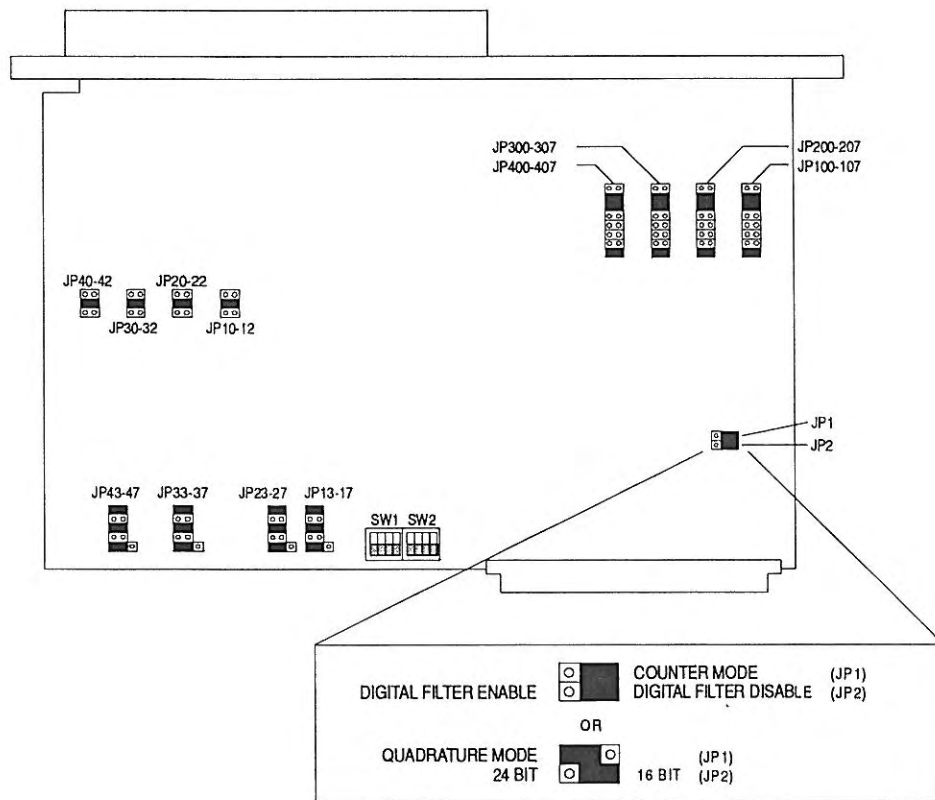 JP300-307
JP200-207
JP400-407
JP100-107
JP40-42
JP20-22
JP30-32
JP10-12
JP1
JP2
JP43-47
JP33-37
JP23-27
JP13-17
SW1
SW2
COUNTER MODE (JP1)
DIGITAL FILTER ENABLE DIGITAL FILTER DISABLE (JP2)
OR
QUADRATURE MODE (JP1)
24 BIT 16 BIT (JP2)